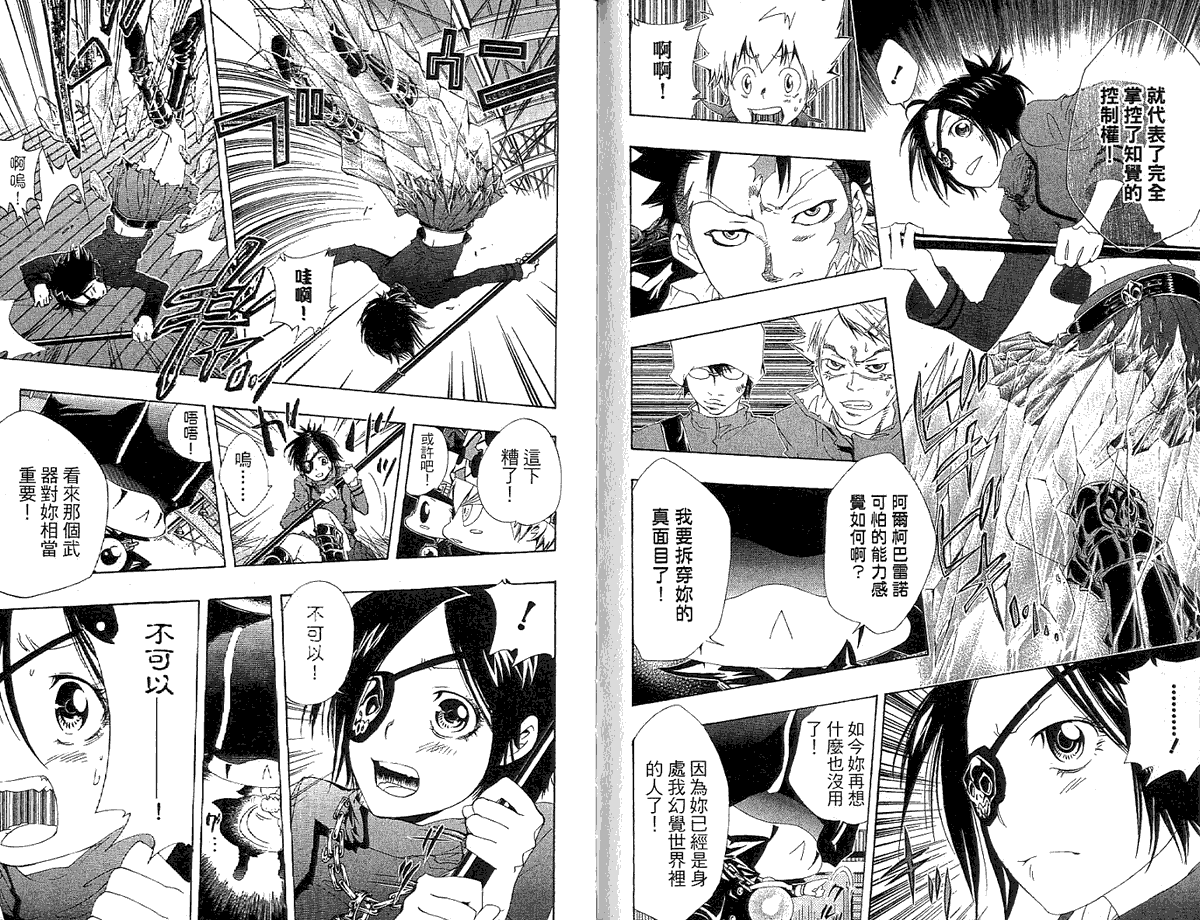 就代表了完全
掌控了知覺的
控制權！
！
啊啊！
阿爾柯巴雷諾
可怕的能力感
覺如何啊？
我要拆穿妳的
真面目了！
………！
如今妳再想
什麼也沒用
了！
因為妳已經是身
處我幻覺世界裡
的人了！
哇啊！
啊
嗚！
這下
糟了！
或許吧！
嗚……
唔唔！
看來那個武
器對妳相當
重要！
！
不可以！
不可以
——！